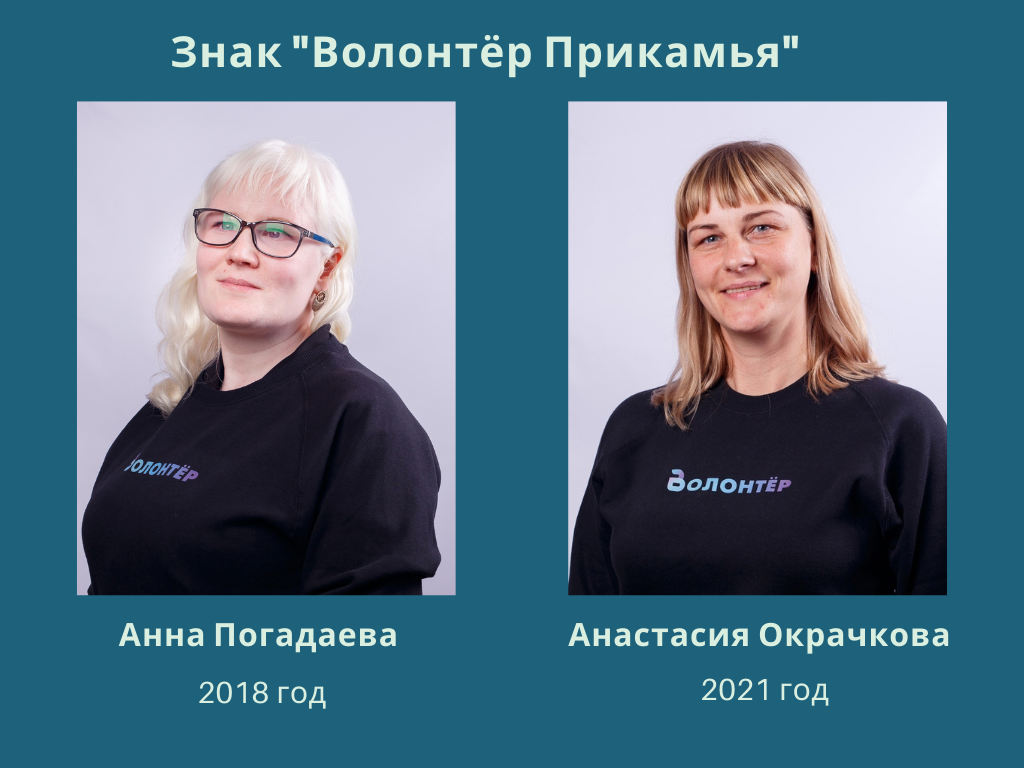 Знак "Волонтёр Прикамья"
Волонтёр
Волонтёр
Анна Погадаева
Анастасия Окрачкова
2018 год
2021 год